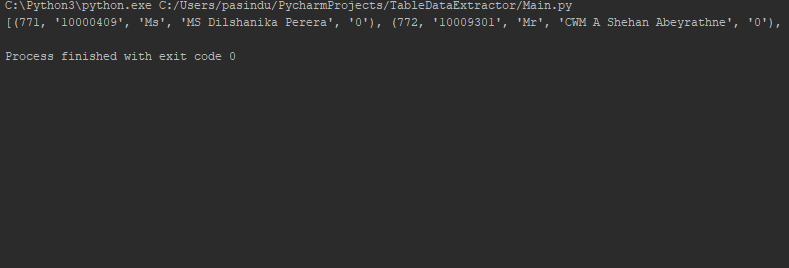 C:\Python3\python.exe C:/Users/pasindu/PycharmProjects/TableDataExtractor/Main.py
[(771, '10000409', 'Ms', 'MS Dilshanika Perera', '0'), (772, '10009301', 'Mr', 'CWM A Shehan Abeyrathne', '0'),
Process finished with exit code 0